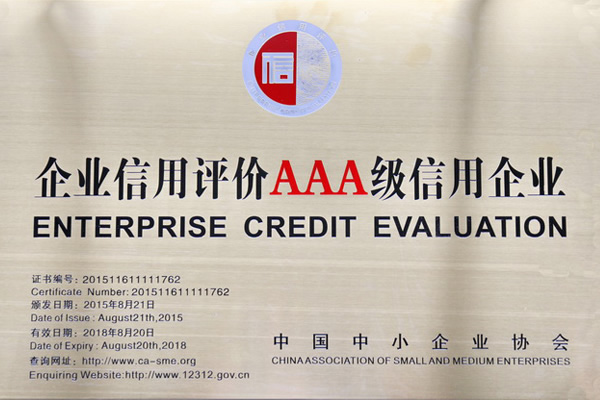 信
企业信用评价AAA级信用企业
ENTERPRISE CREDIT EVALUATION
证书编号：201511611111762
Certificate Number: 201511611111762
颁发日期：2015年8月21日
Date of Issue : August21th,2015
有效日期：2018年8月20日
Date of Expiry : August20th,2018
查询网址：http://www.ca-sme.org
Enquiring Website:http://www.12312.gov.cn
中国中小企业协会
CHINA ASSOCIATION OF SMALL AND MEDIUM ENTERPRISES